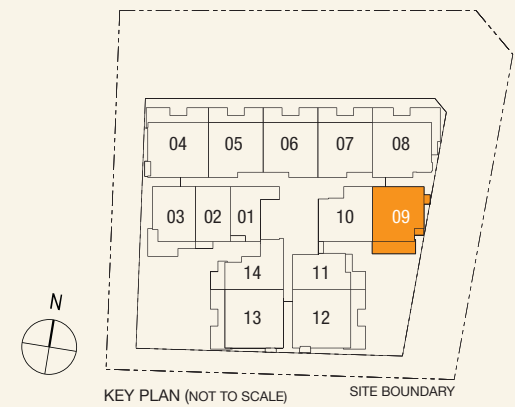 04 05 06 07 08
03 02 01 10 09
14 11
13 12
N
KEY PLAN (NOT TO SCALE)
SITE BOUNDARY